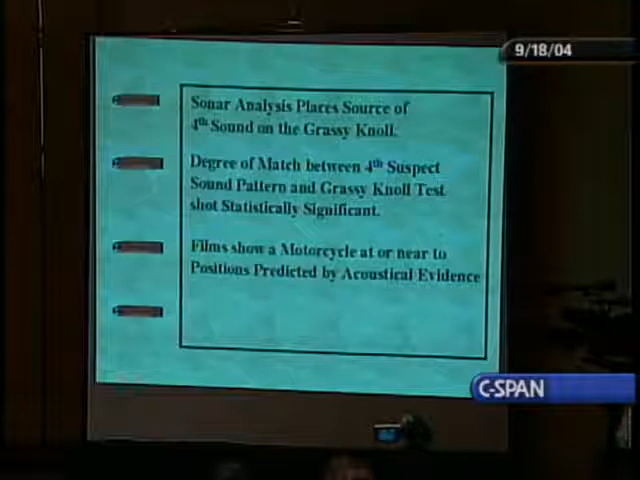 9/18/04
Sonar Analysis Places Source of
4th Sound on the Grassy Knoll.
Degree of Match between 4th Suspect
Sound Pattern and Grassy Knoll Test
shot Statistically Significant.
Films show a Motorcycle at or near to
Positions Predicted by Acoustical Evidence
C-SPAN